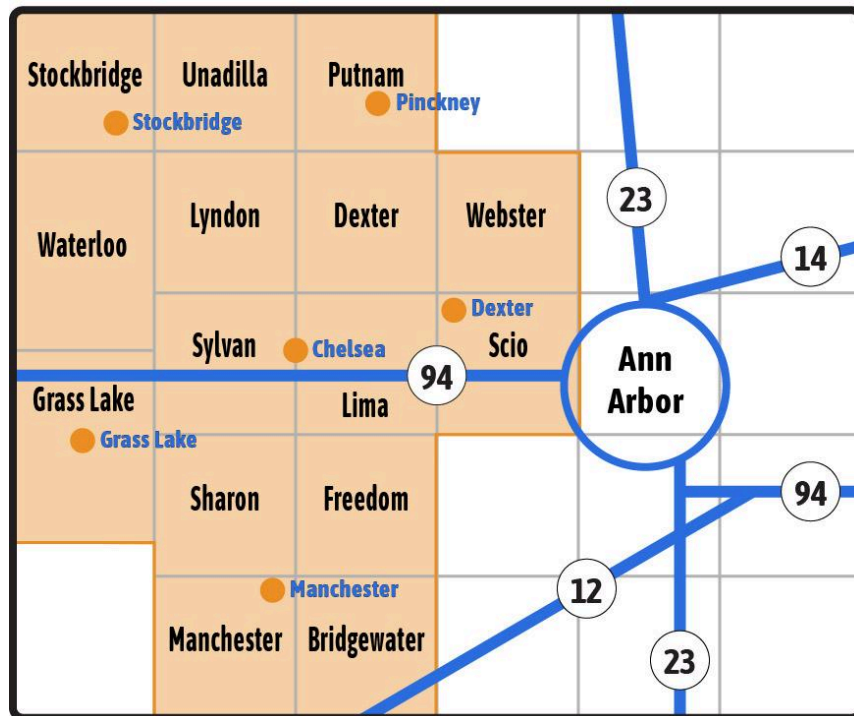 Stockbridge
Unadilla
Putnam
Pinckney
Stockbridge
Waterloo
Lyndon
Dexter
Webster
23
14
Dexter
Sylvan
Chelsea
Scio
94
Ann
Arbor
Grass Lake
Lima
Grass Lake
Sharon
Freedom
94
Manchester
12
Manchester
Bridgewater
23